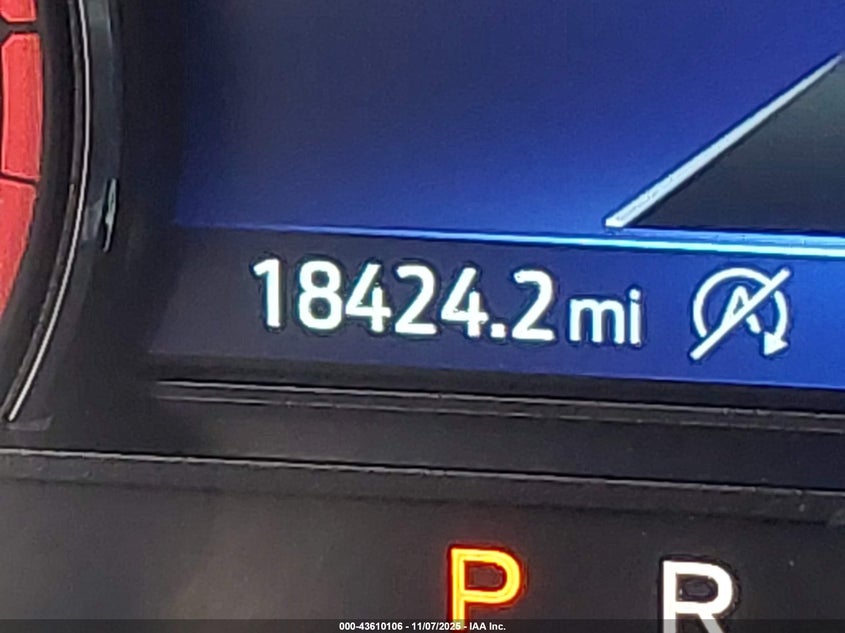 18424.2 mi A
P R
000-43610106 - 11/07/2025 - IAA Inc.